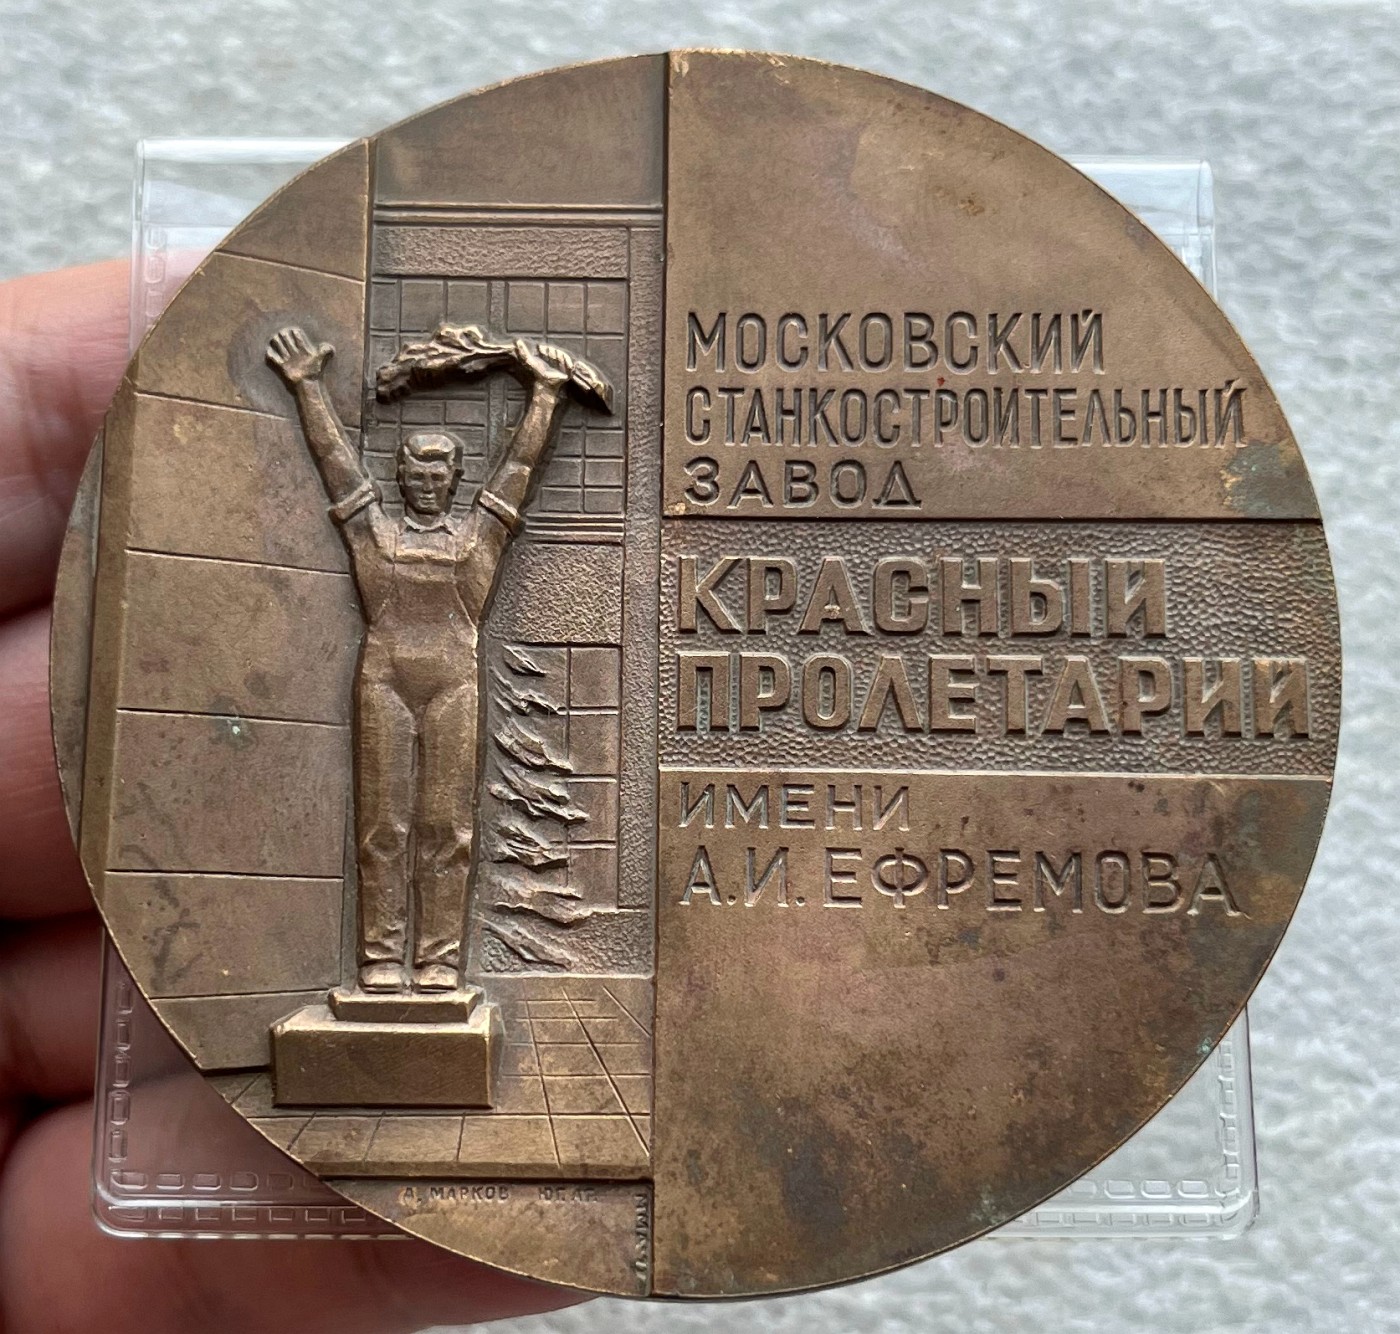 МОСКОВСКИЙ
СТАНКОСТРОИТЕЛЬНЫЙ
ЗАВОД
КРАСНЫЙ
ПРОЛЕТАРИЙ
ИМЕНИ
А.И. ЕФРЕМОВА
А. МАРКОВ